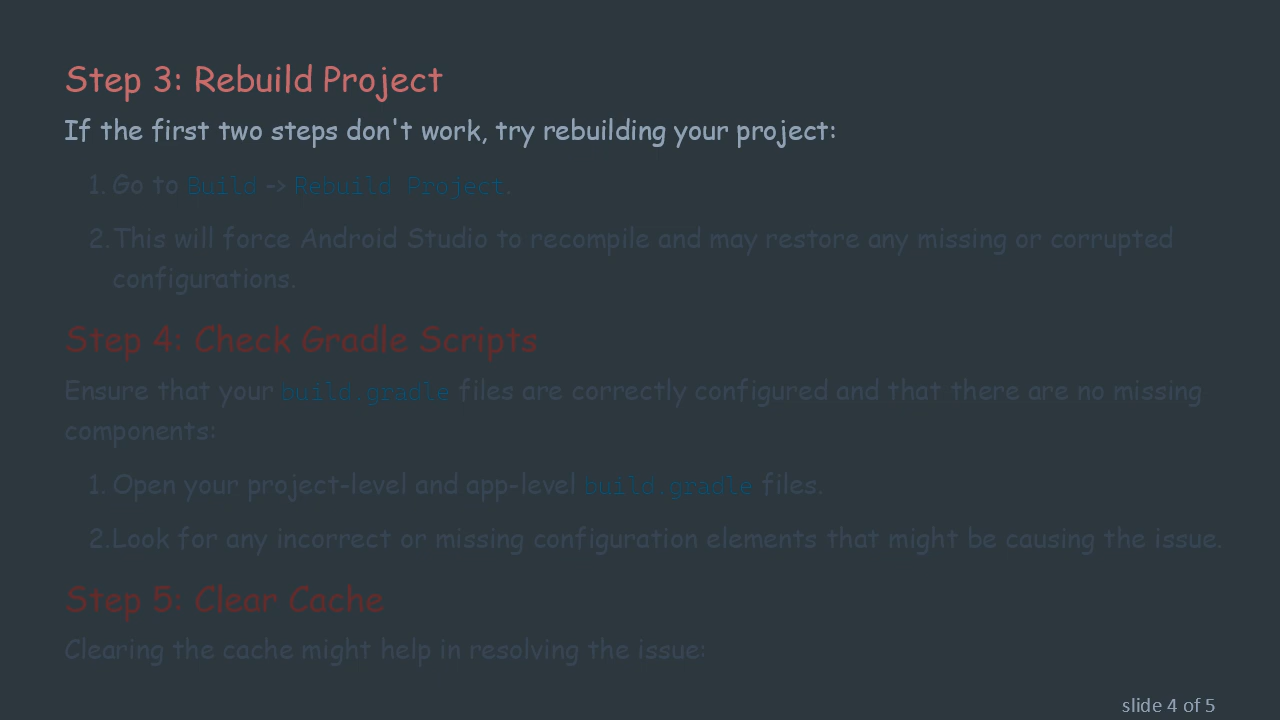 Step 3: Rebuild Project
If the first two steps don't work, try rebuilding your project:
1. Go to Build -> Rebuild Project.
2. This will force Android Studio to recompile and may restore any missing or corrupted
configurations.
Step 4: Check Gradle Scripts
Ensure that your build.gradle files are correctly configured and that there are no missing
components:
1. Open your project-level and app-level build.gradle files.
2. Look for any incorrect or missing configuration elements that might be causing the issue.
Step 5: Clear Cache
Clearing the cache might help in resolving the issue:
slide 4 of 5